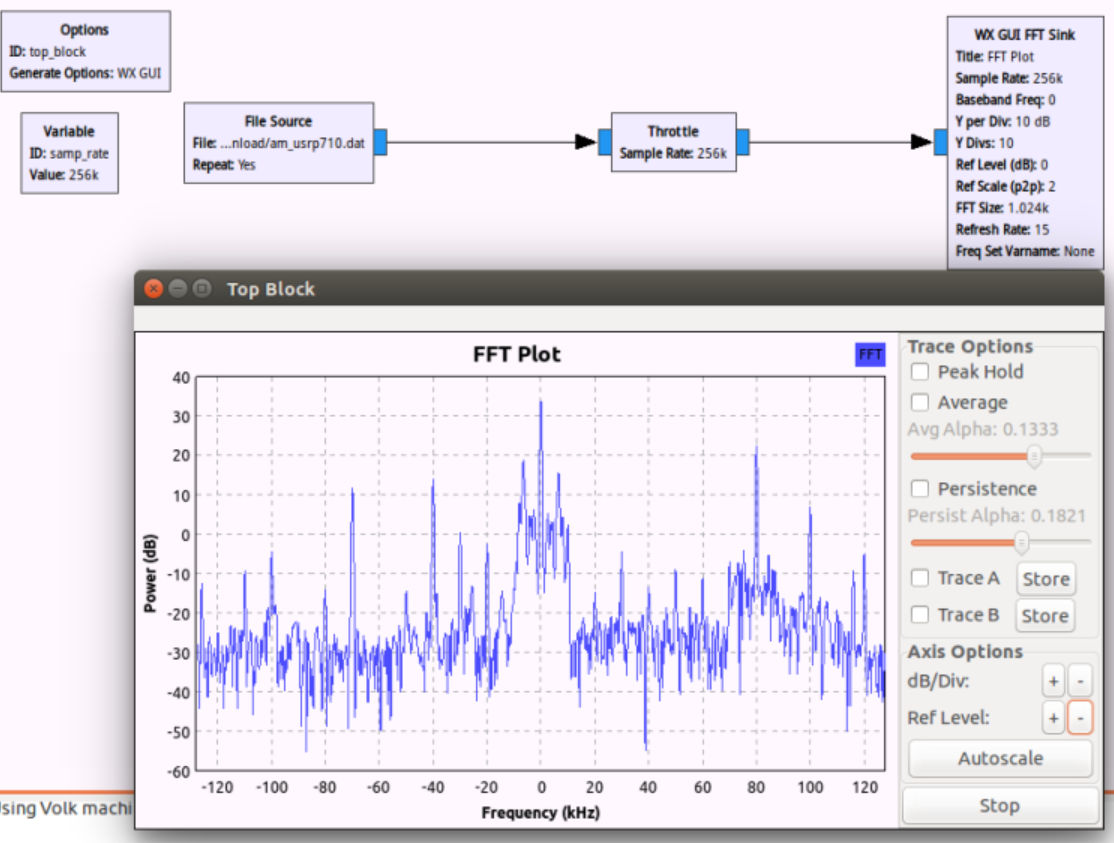 Options
ID: top_block
Generate Options: WX GUI
Variable
ID: samp_rate
Value: 256k
File Source
File: ...nload/am_usrp710.dat
Repeat: Yes
Throttle
Sample Rate: 256k
WX GUI FFT Sink
Title: FFT Plot
Sample Rate: 256k
Baseband Freq: 0
Y per Div: 10 dB
Y Divs: 10
Ref Level (dB): 0
Ref Scale (p2p): 2
FFT Size: 1.024k
Refresh Rate: 15
Freq Set Varname: None
Top Block
FFT Plot
FFT
40
30
20
10
0
-10
-20
-30
-40
-50
-60
Power (dB)
-120 -100 -80 -60 -40 -20 0 20 40 60 80 100 120
Frequency (kHz)
Trace Options
Peak Hold
Average
Avg Alpha: 0.1333
Persistence
Persist Alpha: 0.1821
Trace A Store
Trace B Store
Axis Options
dB/Div: + -
Ref Level: + -
Autoscale
Stop
sing Volk machi